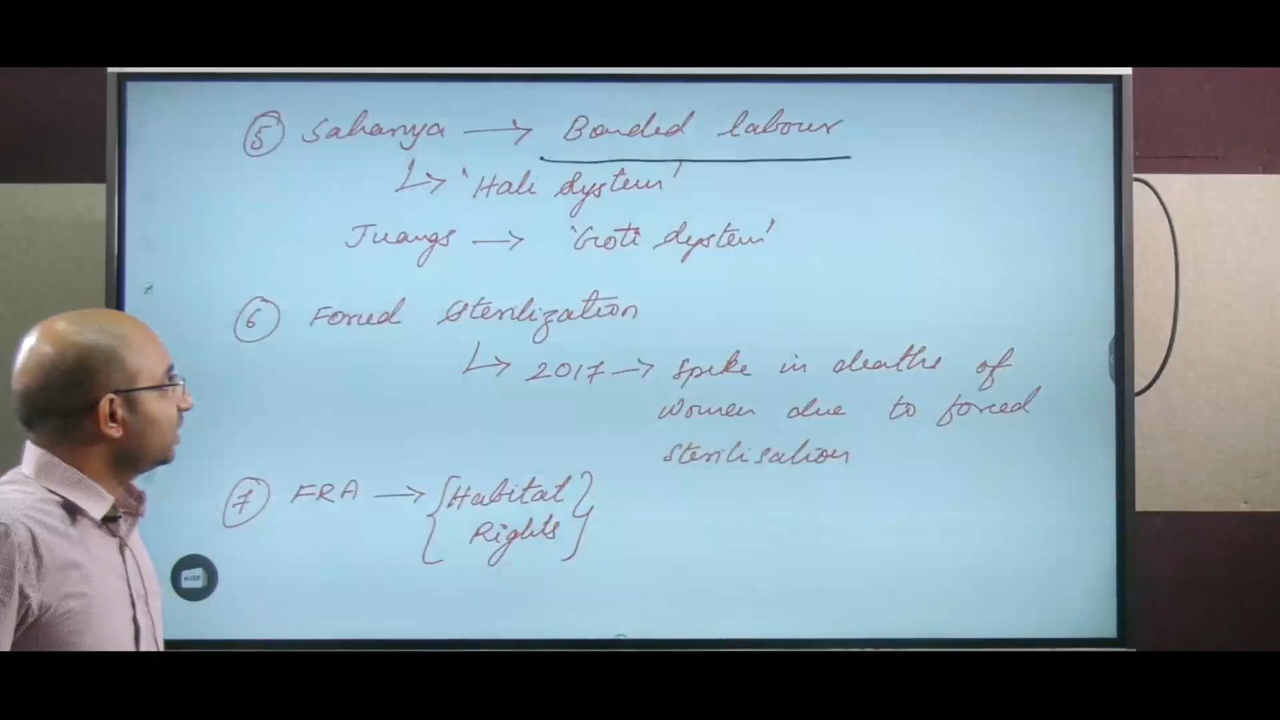 ⑤ Sahariya → Bonded labour
↳ 'Hali System'
Juangs → 'Goti System'
⑥ Forced Sterilization
↳ 2017 → Spike in deaths of
women due to forced
sterilisation
⑦ FRA → {Habitat
Rights}